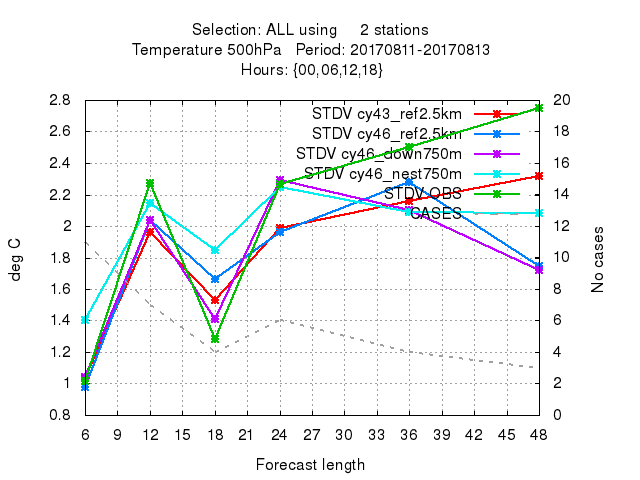 Selection: ALL using 2 stations
Temperature 500hPa Period: 20170811-20170813
Hours: {00,06,12,18}
STDV cy43_ref2.5km
STDV cy46_ref2.5km
STDV cy46_down750m
STDV cy46_nest750m
STDV OBS
CASES
2.8
2.6
2.4
2.2
2
1.8
1.6
1.4
1.2
1
0.8
deg C
20
18
16
14
12
10
8
6
4
2
0
No cases
6 9 12 15 18 21 24 27 30 33 36 39 42 45 48
Forecast length